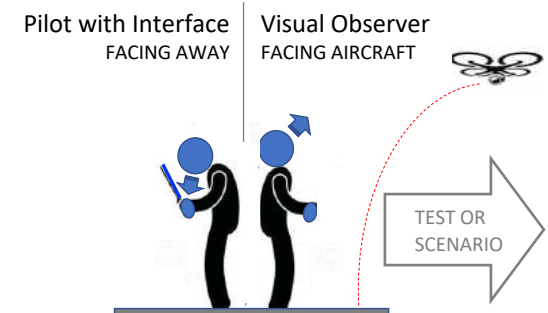 Pilot with Interface
FACING AWAY
Visual Observer
FACING AIRCRAFT
TEST OR
SCENARIO